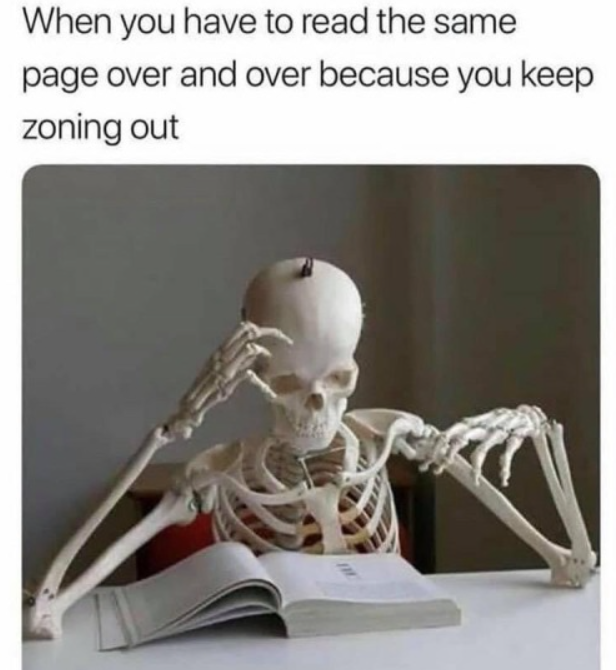 When you have to read the same
page over and over because you keep
zoning out